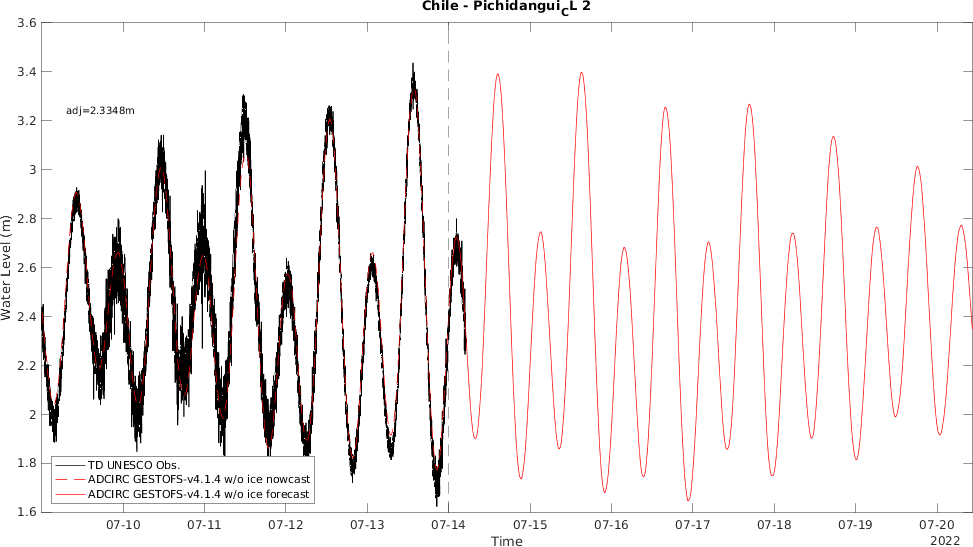 Chile - PichidanguiCL 2
3.6
3.4
3.2
3
2.8
2.6
2.4
2.2
2
1.8
1.6
Water Level (m)
adj=2.3348m
TD UNESCO Obs.
ADCIRC GESTOFS-v4.1.4 w/o ice nowcast
ADCIRC GESTOFS-v4.1.4 w/o ice forecast
07-10 07-11 07-12 07-13 07-14 07-15 07-16 07-17 07-18 07-19 07-20
Time
2022